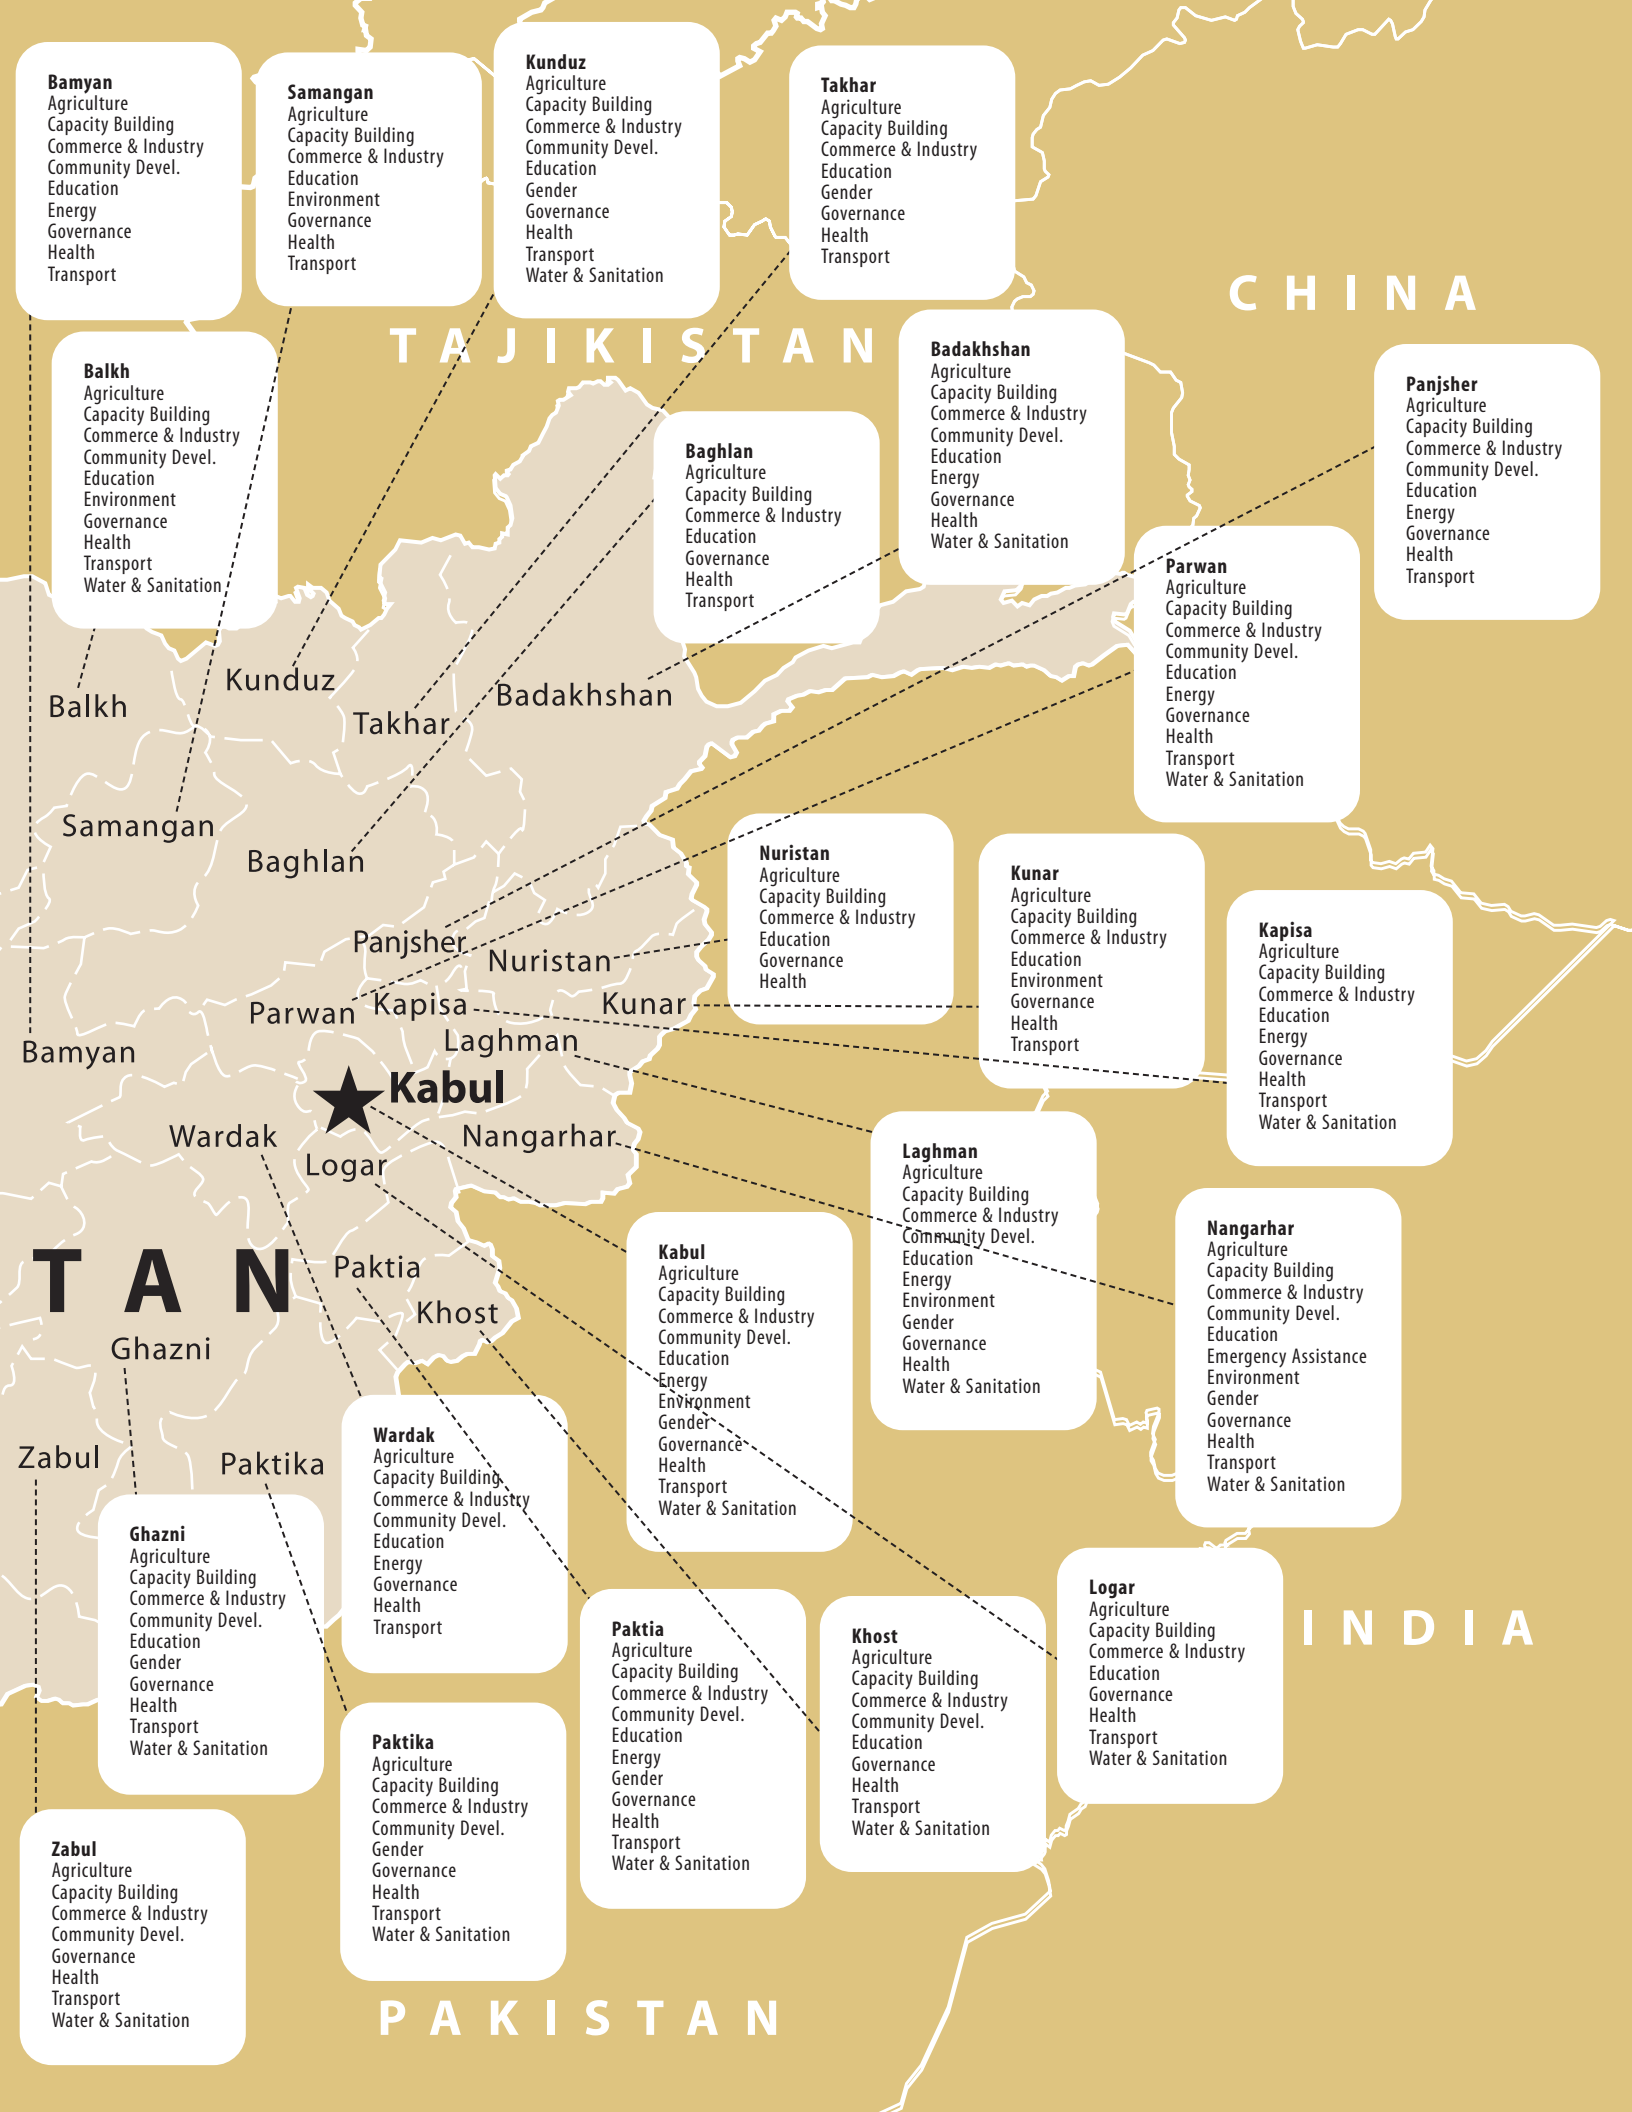 Bamyan
Agriculture
Capacity Building
Commerce & Industry
Community Devel.
Education
Energy
Governance
Health
Transport
Samangan
Agriculture
Capacity Building
Commerce & Industry
Education
Environment
Governance
Health
Transport
Kunduz
Agriculture
Capacity Building
Commerce & Industry
Community Devel.
Education
Gender
Governance
Health
Transport
Water & Sanitation
Takhar
Agriculture
Capacity Building
Commerce & Industry
Education
Gender
Governance
Health
Transport
CHINA
TAJIKISTAN
Balkh
Agriculture
Capacity Building
Commerce & Industry
Community Devel.
Education
Environment
Governance
Health
Transport
Water & Sanitation
Baghlan
Agriculture
Capacity Building
Commerce & Industry
Education
Governance
Health
Transport
Badakhshan
Agriculture
Capacity Building
Commerce & Industry
Community Devel.
Education
Energy
Governance
Health
Water & Sanitation
Panjsher
Agriculture
Capacity Building
Commerce & Industry
Community Devel.
Education
Energy
Governance
Health
Transport
Parwan
Agriculture
Capacity Building
Commerce & Industry
Community Devel.
Education
Energy
Governance
Health
Transport
Water & Sanitation
Kunduz
Badakhshan
Balkh
Takhar
Samangan
Baghlan
Nuristan
Agriculture
Capacity Building
Commerce & Industry
Education
Governance
Health
Kunar
Agriculture
Capacity Building
Commerce & Industry
Education
Environment
Governance
Health
Transport
Kapisa
Agriculture
Capacity Building
Commerce & Industry
Education
Energy
Governance
Health
Transport
Water & Sanitation
Panjsher
Nuristan
Parwan
Kapisa
Kunar
Bamyan
Laghman
Kabul
Wardak
Nangarhar
Logar
Laghman
Agriculture
Capacity Building
Commerce & Industry
Community Devel.
Education
Energy
Environment
Gender
Governance
Health
Water & Sanitation
Nangarhar
Agriculture
Capacity Building
Commerce & Industry
Community Devel.
Education
Emergency Assistance
Environment
Gender
Governance
Health
Transport
Water & Sanitation
Kabul
Agriculture
Capacity Building
Commerce & Industry
Community Devel.
Education
Energy
Environment
Gender
Governance
Health
Transport
Water & Sanitation
TAN
Paktia
Khost
Ghazni
Zabul
Paktika
Wardak
Agriculture
Capacity Building
Commerce & Industry
Community Devel.
Education
Energy
Governance
Health
Transport
Ghazni
Agriculture
Capacity Building
Commerce & Industry
Community Devel.
Education
Gender
Governance
Health
Transport
Water & Sanitation
Paktia
Agriculture
Capacity Building
Commerce & Industry
Community Devel.
Education
Energy
Gender
Governance
Health
Transport
Water & Sanitation
Khost
Agriculture
Capacity Building
Commerce & Industry
Community Devel.
Education
Governance
Health
Transport
Water & Sanitation
Logar
Agriculture
Capacity Building
Commerce & Industry
Education
Governance
Health
Transport
Water & Sanitation
INDIA
Paktika
Agriculture
Capacity Building
Commerce & Industry
Community Devel.
Gender
Governance
Health
Transport
Water & Sanitation
Zabul
Agriculture
Capacity Building
Commerce & Industry
Community Devel.
Governance
Health
Transport
Water & Sanitation
PAKISTAN